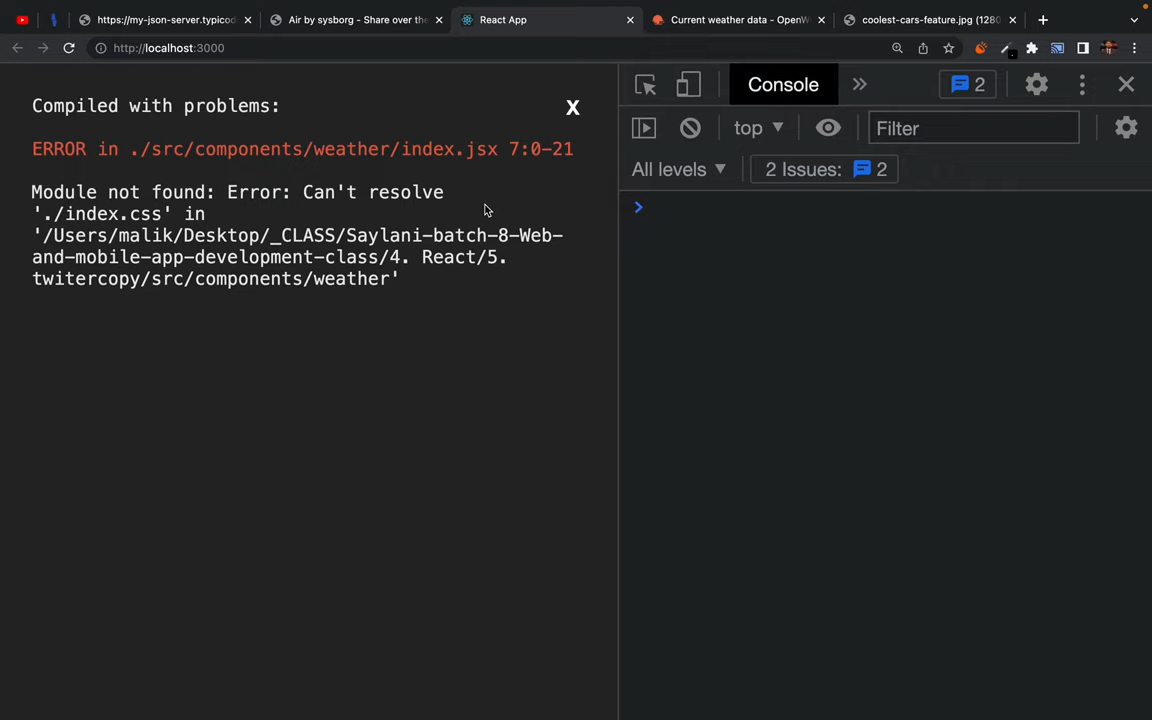 https://my-json-server.typicod
Air by sysborg - Share over the
React App
Current weather data - OpenW
coolest-cars-feature.jpg (1280
http://localhost:3000
Compiled with problems:
X
ERROR in ./src/components/weather/index.jsx 7:0-21
Module not found: Error: Can't resolve
'./index.css' in
'/Users/malik/Desktop/_CLASS/Saylani-batch-8-Web-
and-mobile-app-development-class/4. React/5.
twitercopy/src/components/weather'
Console
2
top
Filter
All levels
2 Issues:
2